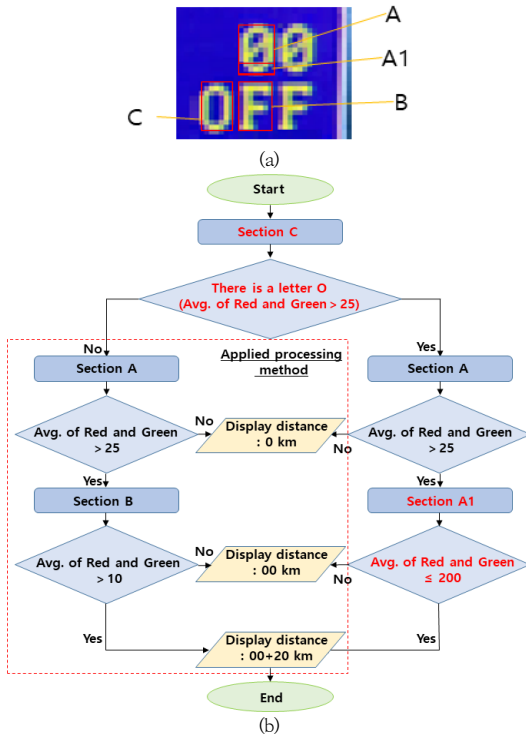 00
A
A1
OFF
B
C
(a)
Start
Section C
There is a letter O
(Avg. of Red and Green > 25)
No
Applied processing
method
Yes
Section A
Section A
Avg. of Red and Green
> 25
No
Display distance
: 0 km
No
Avg. of Red and Green
> 25
Yes
Yes
Section B
Section A1
Avg. of Red and Green
> 10
No
Display distance
: 00 km
No
Avg. of Red and Green
≤ 200
Yes
Display distance
: 00+20 km
Yes
End
(b)